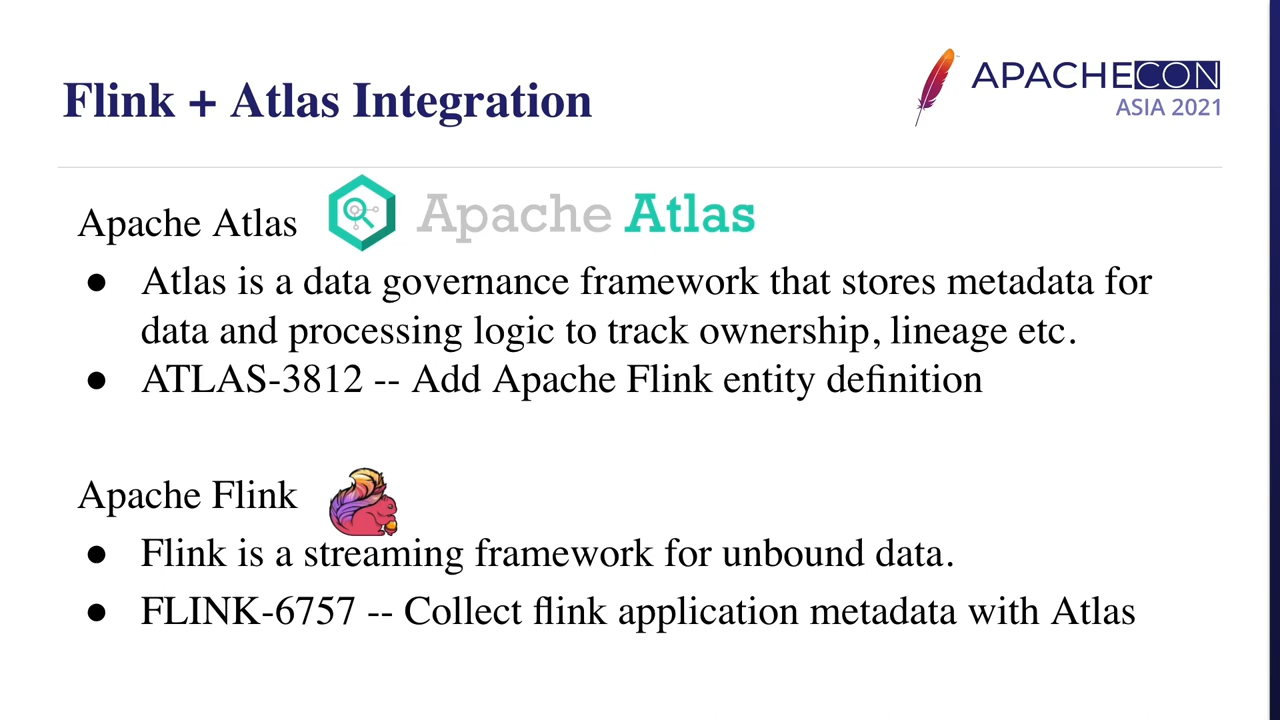 Flink + Atlas Integration
APACHECON
ASIA 2021
Apache Atlas
Apache Atlas
● Atlas is a data governance framework that stores metadata for
data and processing logic to track ownership, lineage etc.
● ATLAS-3812 -- Add Apache Flink entity definition
Apache Flink
● Flink is a streaming framework for unbound data.
● FLINK-6757 -- Collect flink application metadata with Atlas